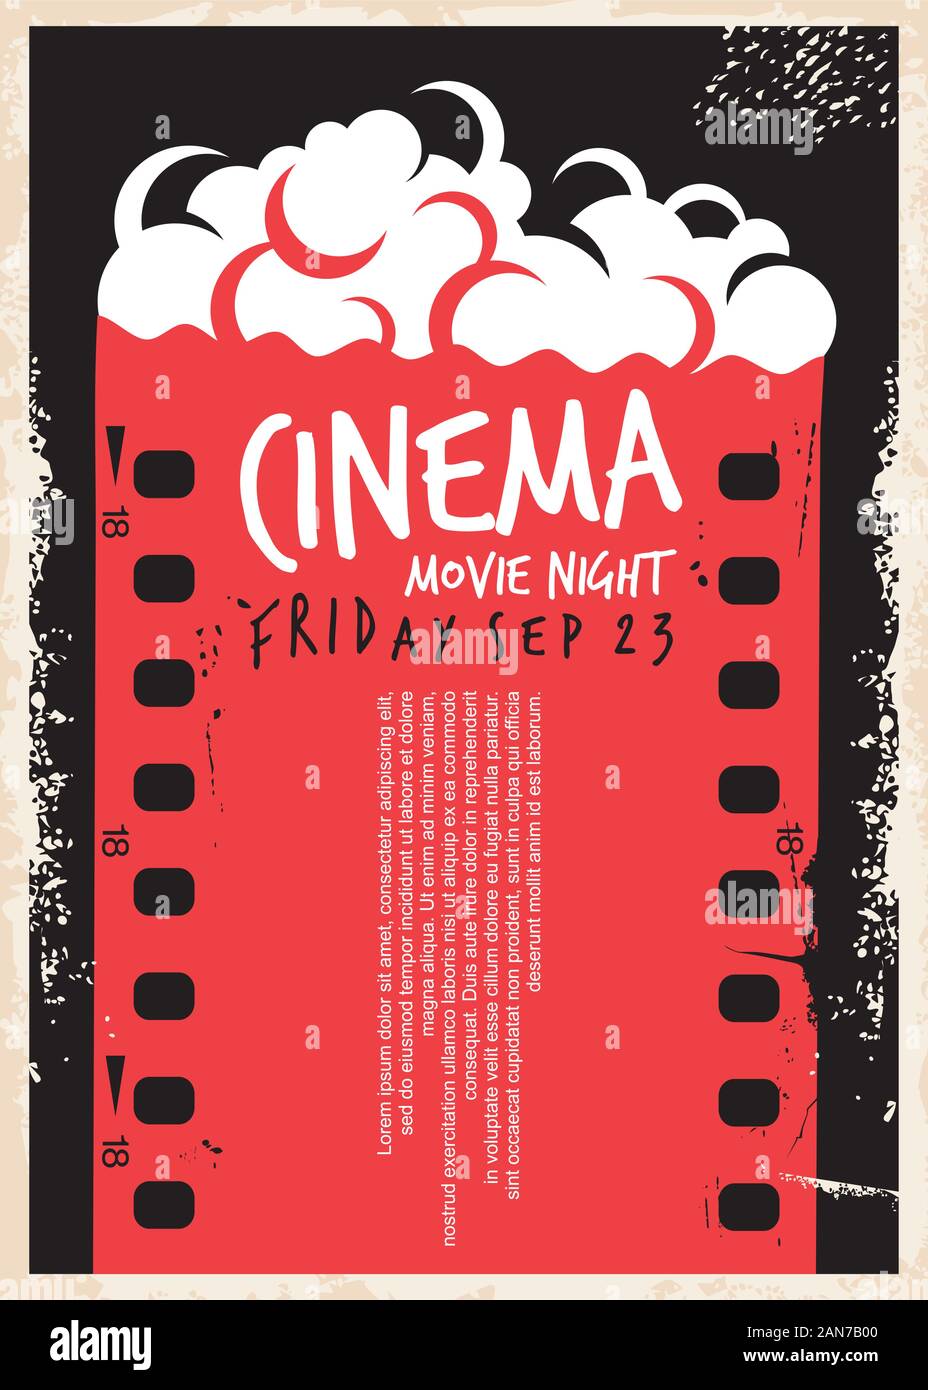 CINEMA
MOVIE NIGHT
FRIDAY SEP 23
18
18
18
18
Lorem ipsum dolor sit amet, consectetur adipiscing elit,
sed do eiusmod tempor incididunt ut labore et dolore
magna aliqua. Ut enim ad minim veniam,
nostrud exercitation ullamco laboris nisi ut aliquip ex ea commodo
consequat. Duis aute irure dolor in reprehenderit
in voluptate velit esse cillum dolore eu fugiat nulla pariatur.
sint occaecat cupidatat non proident, sunt in culpa qui officia
deserunt mollit anim id est laborum.
a
a
a
a
a
a
a
a
a
alamy
alamy
Image ID: 2AN7B00
www.alamy.com